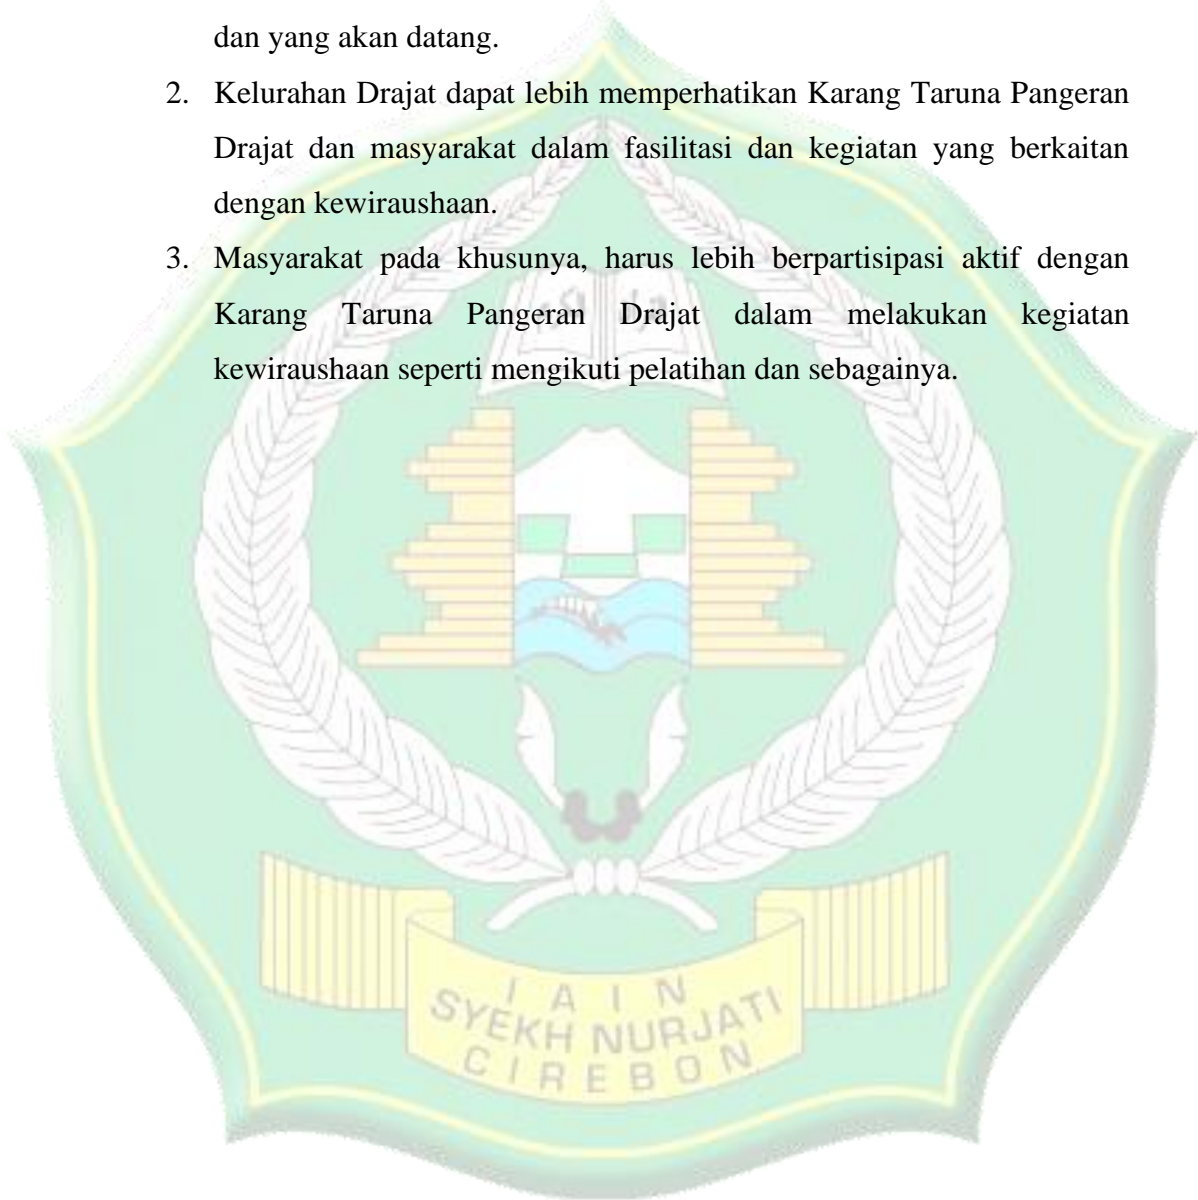 dan yang akan datang.
2. Kelurahan Drajat dapat lebih memperhatikan Karang Taruna Pangeran
Drajat dan masyarakat dalam fasilitasi dan kegiatan yang berkaitan
dengan kewiraushaan.
3. Masyarakat pada khusunya, harus lebih berpartisipasi aktif dengan
Karang Taruna Pangeran Drajat dalam melakukan kegiatan
kewiraushaan seperti mengikuti pelatihan dan sebagainya.
IAIN
SYEKH NURJATI
CIREBON